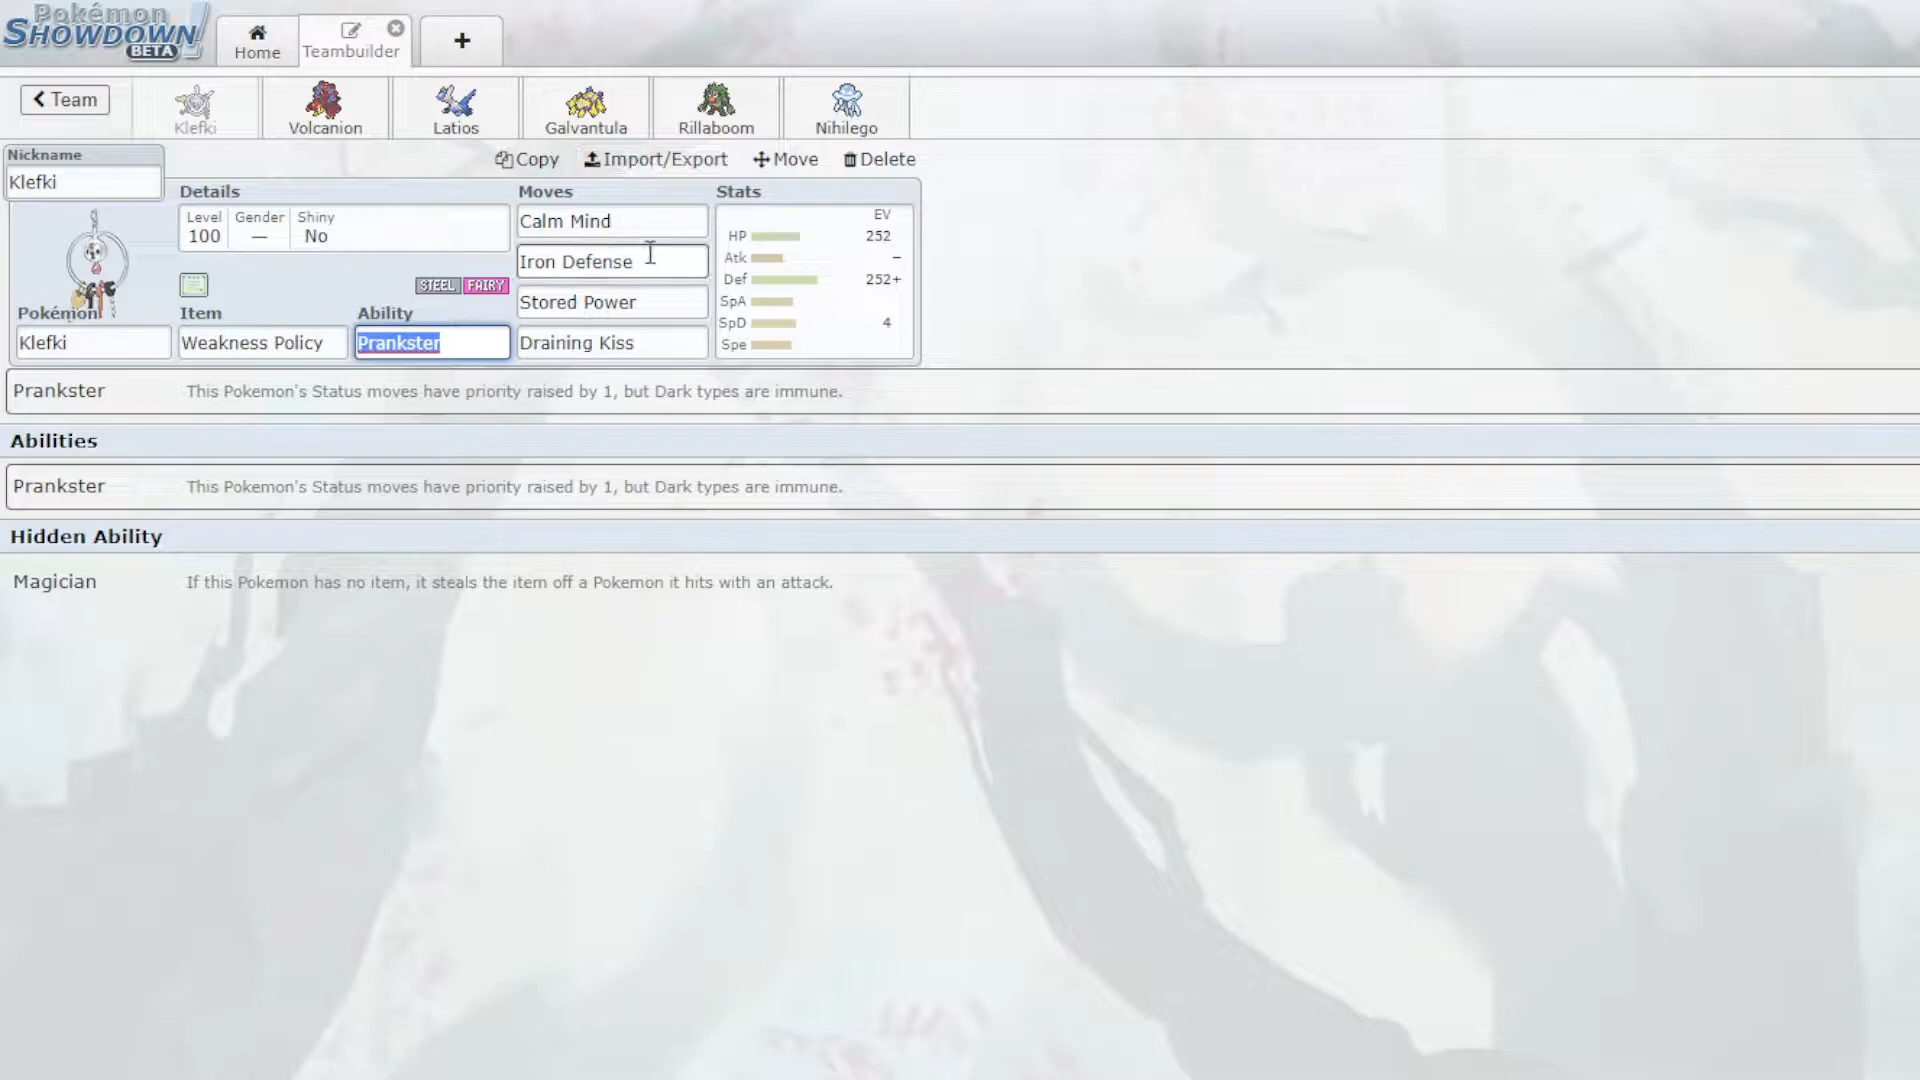 Pokémon
SHOWDOWN!
BETA
Home
Teambuilder
+
Team
Klefki
Volcanion
Latios
Galvantula
Rillaboom
Nihilego
Nickname
Klefki
Copy
Import/Export
Move
Delete
Details
Moves
Stats
Level
Gender
Shiny
100
—
No
Calm Mind
Iron Defense
Stored Power
Draining Kiss
EV
HP 252
Atk –
Def 252+
SpA
SpD 4
Spe
STEEL FAIRY
Pokémon
Item
Ability
Klefki
Weakness Policy
Prankster
Prankster This Pokemon's Status moves have priority raised by 1, but Dark types are immune.
Abilities
Prankster This Pokemon's Status moves have priority raised by 1, but Dark types are immune.
Hidden Ability
Magician If this Pokemon has no item, it steals the item off a Pokemon it hits with an attack.